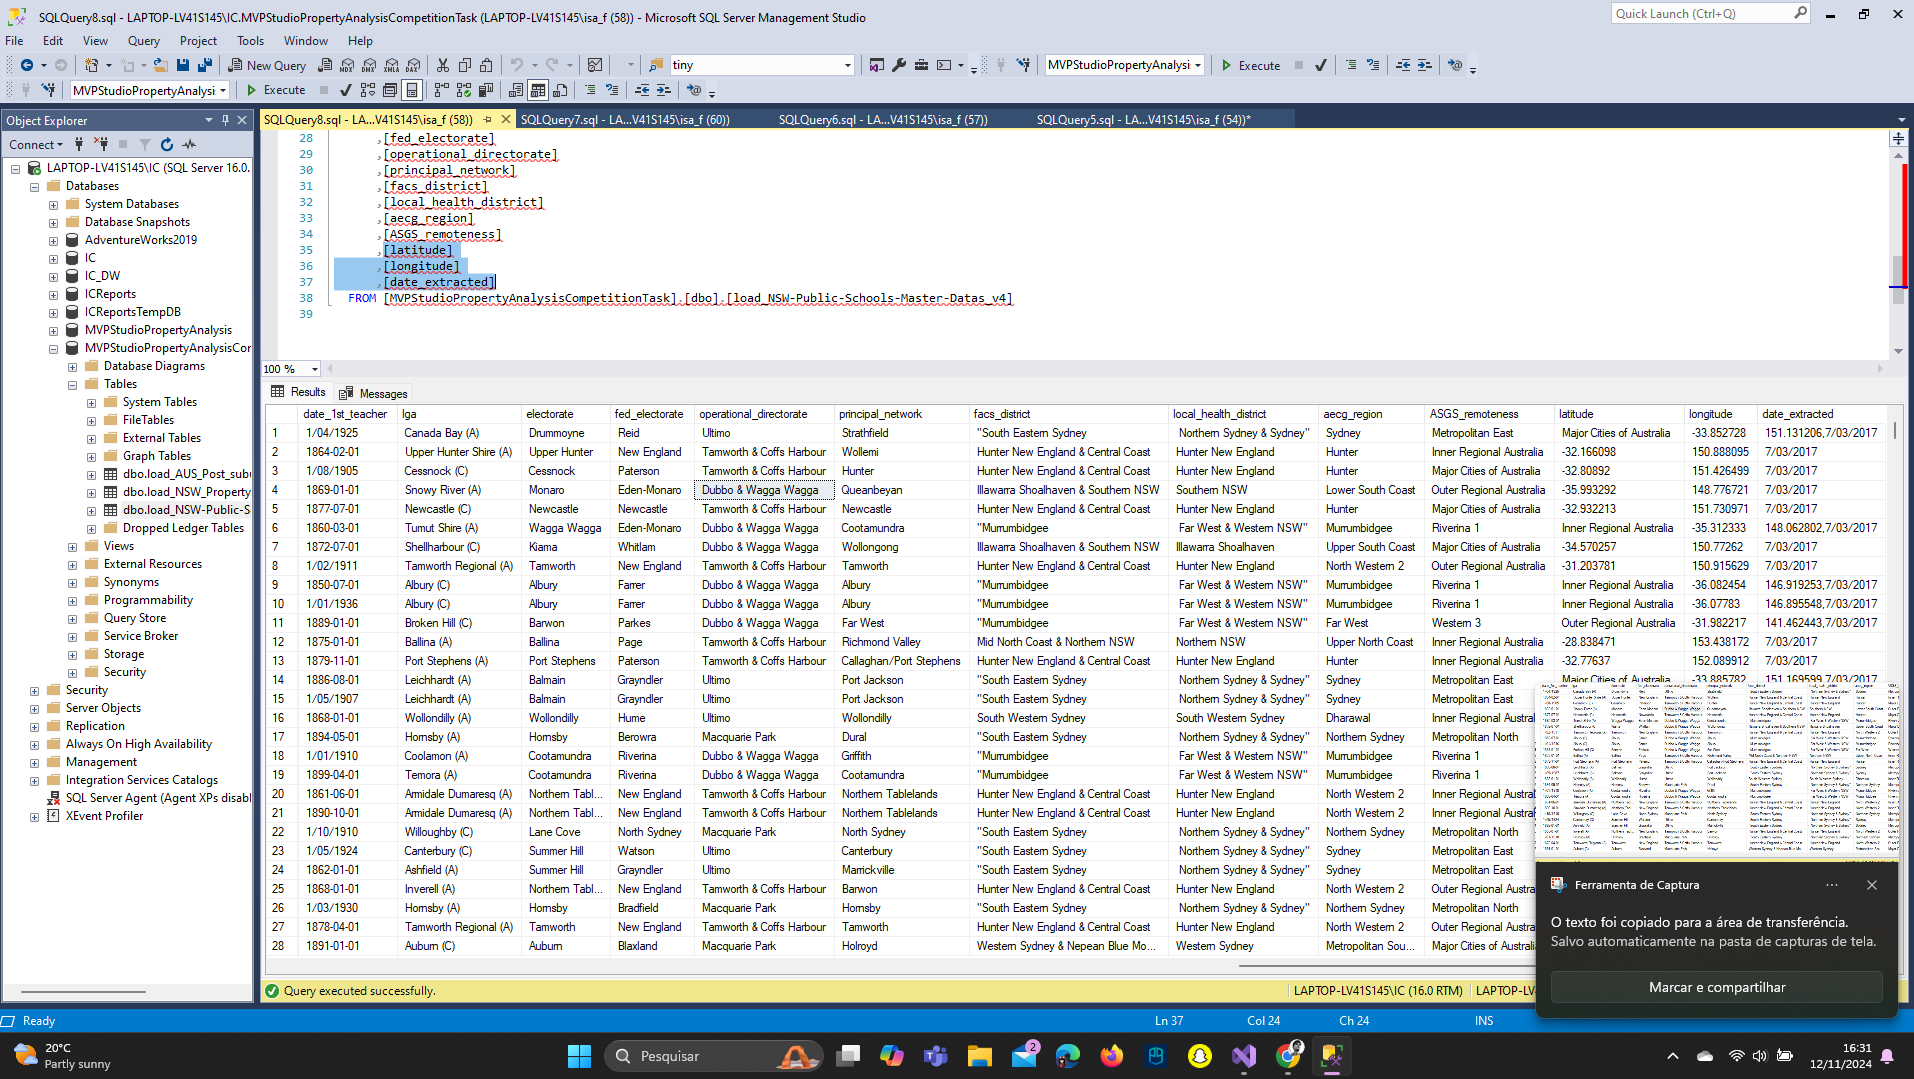 SQLQuery8.sql - LAPTOP-LV41S145\IC.MVPStudioPropertyAnalysisCompetitionTask (LAPTOP-LV41S145\isa_f (58)) - Microsoft SQL Server Management Studio
Quick Launch (Ctrl+Q)
File Edit View Query Project Tools Window Help
New Query MDX DMX XMLA DAX tiny MVPStudioPropertyAnalysi Execute
MVPStudioPropertyAnalysi Execute
Object Explorer
Connect
LAPTOP-LV41S145\IC (SQL Server 16.0.
Databases
System Databases
Database Snapshots
AdventureWorks2019
IC
IC_DW
ICReports
ICReportsTempDB
MVPStudioPropertyAnalysis
MVPStudioPropertyAnalysisCor
Database Diagrams
Tables
System Tables
FileTables
External Tables
Graph Tables
dbo.load_AUS_Post_subu
dbo.load_NSW_Property
dbo.load_NSW-Public-S
Dropped Ledger Tables
Views
External Resources
Synonyms
Programmability
Query Store
Service Broker
Storage
Security
Security
Server Objects
Replication
Always On High Availability
Management
Integration Services Catalogs
SQL Server Agent (Agent XPs disabl
XEvent Profiler
SQLQuery8.sql - LA...V41S145\isa_f (58)) SQLQuery7.sql - LA...V41S145\isa_f (60)) SQLQuery6.sql - LA...V41S145\isa_f (57)) SQLQuery5.sql - LA...V41S145\isa_f (54))*
28 ,[fed_electorate]
29 ,[operational_directorate]
30 ,[principal_network]
31 ,[facs_district]
32 ,[local_health_district]
33 ,[aecg_region]
34 ,[ASGS_remoteness]
35 ,[latitude]
36 ,[longitude]
37 ,[date_extracted]
38 FROM [MVPStudioPropertyAnalysisCompetitionTask].[dbo].[load_NSW-Public-Schools-Master-Datas_v4]
39
100 %
Results Messages
date_1st_teacher lga electorate fed_electorate operational_directorate principal_network facs_district local_health_district aecg_region ASGS_remoteness latitude longitude date_extracted
1 1/04/1925 Canada Bay (A) Drummoyne Reid Ultimo Strathfield "South Eastern Sydney Northern Sydney & Sydney" Sydney Metropolitan East Major Cities of Australia -33.852728 151.131206,7/03/2017
2 1864-02-01 Upper Hunter Shire (A) Upper Hunter New England Tamworth & Coffs Harbour Wollemi Hunter New England & Central Coast Hunter New England Hunter Inner Regional Australia -32.166098 150.888095 7/03/2017
3 1/08/1905 Cessnock (C) Cessnock Paterson Tamworth & Coffs Harbour Hunter Hunter New England & Central Coast Hunter New England Hunter Major Cities of Australia -32.80892 151.426499 7/03/2017
4 1869-01-01 Snowy River (A) Monaro Eden-Monaro Dubbo & Wagga Wagga Queanbeyan Illawarra Shoalhaven & Southern NSW Southern NSW Lower South Coast Outer Regional Australia -35.993292 148.776721 7/03/2017
5 1877-07-01 Newcastle (C) Newcastle Newcastle Tamworth & Coffs Harbour Newcastle Hunter New England & Central Coast Hunter New England Hunter Major Cities of Australia -32.932213 151.730971 7/03/2017
6 1860-03-01 Tumut Shire (A) Wagga Wagga Eden-Monaro Dubbo & Wagga Wagga Cootamundra "Murrumbidgee Far West & Western NSW" Murrumbidgee Riverina 1 Inner Regional Australia -35.312333 148.062802,7/03/2017
7 1872-07-01 Shellharbour (C) Kiama Whitlam Dubbo & Wagga Wagga Wollongong Illawarra Shoalhaven & Southern NSW Illawarra Shoalhaven Upper South Coast Major Cities of Australia -34.570257 150.77262 7/03/2017
8 1/02/1911 Tamworth Regional (A) Tamworth New England Tamworth & Coffs Harbour Tamworth Hunter New England & Central Coast Hunter New England North Western 2 Outer Regional Australia -31.203781 150.915629 7/03/2017
9 1850-07-01 Albury (C) Albury Farrer Dubbo & Wagga Wagga Albury "Murrumbidgee Far West & Western NSW" Murrumbidgee Riverina 1 Inner Regional Australia -36.082454 146.919253,7/03/2017
10 1/01/1936 Albury (C) Albury Farrer Dubbo & Wagga Wagga Albury "Murrumbidgee Far West & Western NSW" Murrumbidgee Riverina 1 Inner Regional Australia -36.07783 146.895548,7/03/2017
11 1889-01-01 Broken Hill (C) Barwon Parkes Dubbo & Wagga Wagga Far West "Murrumbidgee Far West & Western NSW" Far West Western 3 Outer Regional Australia -31.982217 141.462443,7/03/2017
12 1875-01-01 Ballina (A) Ballina Page Tamworth & Coffs Harbour Richmond Valley Mid North Coast & Northern NSW Northern NSW Upper North Coast Inner Regional Australia -28.838471 153.438172 7/03/2017
13 1879-11-01 Port Stephens (A) Port Stephens Paterson Tamworth & Coffs Harbour Callaghan/Port Stephens Hunter New England & Central Coast Hunter New England Hunter Inner Regional Australia -32.77637 152.089912 7/03/2017
14 1886-08-01 Leichhardt (A) Balmain Grayndler Ultimo Port Jackson "South Eastern Sydney Northern Sydney & Sydney" Sydney Metropolitan East Major Cities of Australia -33.885782 151.169599,7/03/2017
15 1/05/1907 Leichhardt (A) Balmain Grayndler Ultimo Port Jackson "South Eastern Sydney Northern Sydney & Sydney" Sydney Metropolitan East
16 1868-01-01 Wollondilly (A) Wollondilly Hume Ultimo Wollondilly South Western Sydney South Western Sydney Dharawal Inner Regional Australia
17 1894-05-01 Hornsby (A) Hornsby Berowra Macquarie Park Dural "South Eastern Sydney Northern Sydney & Sydney" Northern Sydney Metropolitan North
18 1/01/1910 Coolamon (A) Cootamundra Riverina Dubbo & Wagga Wagga Griffith "Murrumbidgee Far West & Western NSW" Murrumbidgee Riverina 1
19 1899-04-01 Temora (A) Cootamundra Riverina Dubbo & Wagga Wagga Cootamundra "Murrumbidgee Far West & Western NSW" Murrumbidgee Riverina 1
20 1861-06-01 Armidale Dumaresq (A) Northern Tabl... New England Tamworth & Coffs Harbour Northern Tablelands Hunter New England & Central Coast Hunter New England North Western 2 Inner Regional
21 1890-10-01 Armidale Dumaresq (A) Northern Tabl... New England Tamworth & Coffs Harbour Northern Tablelands Hunter New England & Central Coast Hunter New England North Western 2 Inner Regional
22 1/10/1910 Willoughby (C) Lane Cove North Sydney Macquarie Park North Sydney "South Eastern Sydney Northern Sydney & Sydney" Northern Sydney Metropolitan North
23 1/05/1924 Canterbury (C) Summer Hill Watson Ultimo Canterbury "South Eastern Sydney Northern Sydney & Sydney" Sydney Metropolitan East
24 1862-01-01 Ashfield (A) Summer Hill Grayndler Ultimo Marrickville "South Eastern Sydney Northern Sydney & Sydney" Sydney Metropolitan East
25 1868-01-01 Inverell (A) Northern Tabl... New England Tamworth & Coffs Harbour Barwon Hunter New England & Central Coast Hunter New England North Western 2 Outer Regional
26 1/03/1930 Hornsby (A) Hornsby Bradfield Macquarie Park Hornsby "South Eastern Sydney Northern Sydney & Sydney" Northern Sydney Metropolitan North
27 1878-04-01 Tamworth Regional (A) Tamworth New England Tamworth & Coffs Harbour Tamworth Hunter New England & Central Coast Hunter New England North Western 2 Outer Regional
28 1891-01-01 Auburn (C) Auburn Blaxland Macquarie Park Holroyd Western Sydney & Nepean Blue Mo... Western Sydney Metropolitan Sou... Major Cities of
Query executed successfully. LAPTOP-LV41S145\IC (16.0 RTM) LAPTOP-LV
Ferramenta de Captura
O texto foi copiado para a área de transferência.
Salvo automaticamente na pasta de capturas de tela.
Marcar e compartilhar
Ready Ln 37 Col 24 Ch 24 INS
20°C
Partly sunny
Pesquisar
2
16:31
12/11/2024